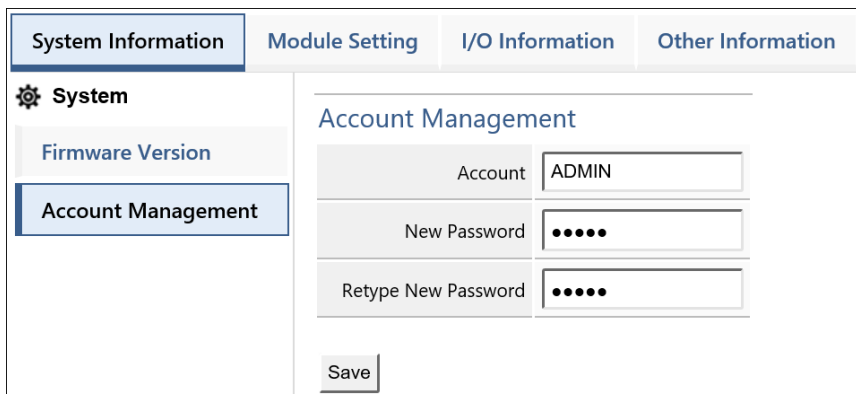 System Information Module Setting I/O Information Other Information
System
Firmware Version
Account Management
Account Management
Account ADMIN
New Password •••••
Retype New Password •••••
Save